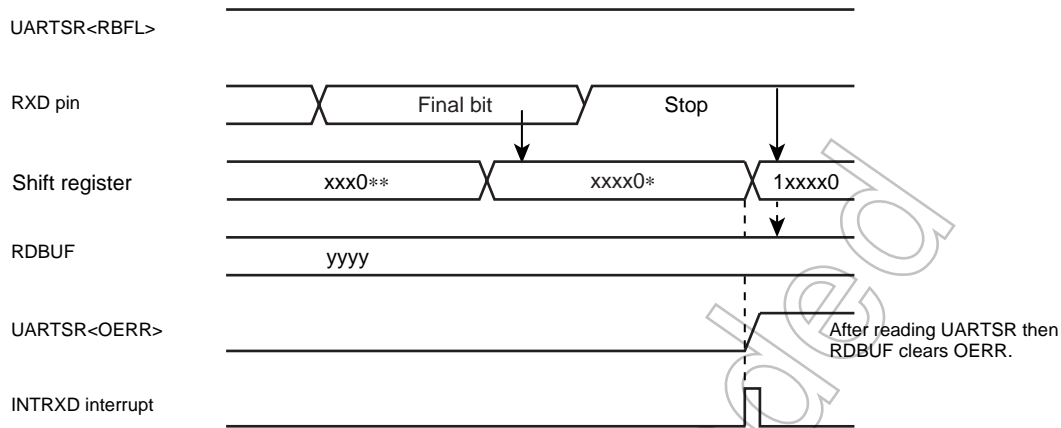 UARTSR<RBFL>
RXD pin
Final bit
Stop
Shift register
xxx0**
xxxx0*
1xxxx0
RDBUF
yyyy
UARTSR<OERR>
After reading UARTSR then
RDBUF clears OERR.
INTRXD interrupt
ded